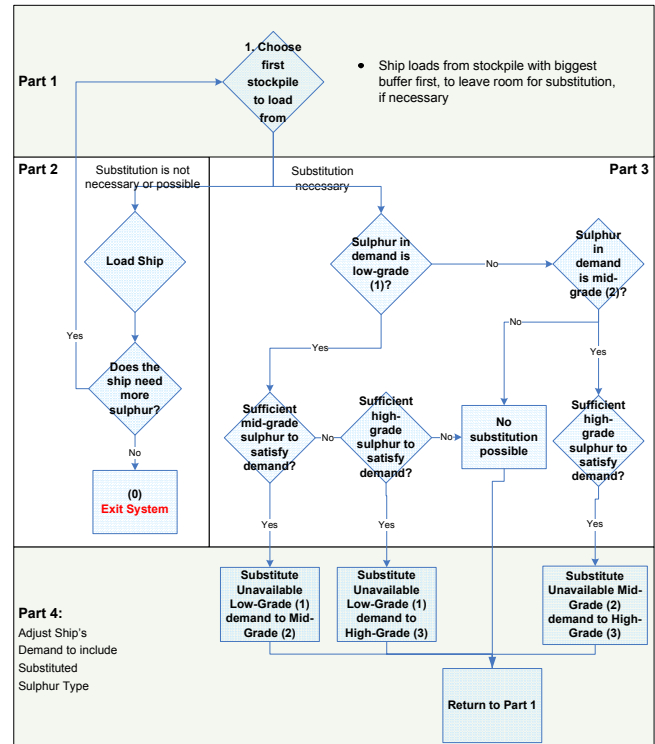 Part 1
1. Choose
first
stockpile
to load
from
• Ship loads from stockpile with biggest
buffer first, to leave room for substitution,
if necessary
Part 2
Substitution is not
necessary or possible
Substitution
necessary
Part 3
Load Ship
Sulphur in
demand is
low-grade
(1)?
No
Sulphur
in
demand
is mid-
grade (2)?
Yes
No
Yes
Yes
Does the
ship need
more
sulphur?
No
(0)
Exit System
Sufficient
mid-grade
sulphur to
satisfy
demand?
No
Sufficient
high-
grade
sulphur to
satisfy
demand?
No
No
substitution
possible
Sufficient
high-
grade
sulphur to
satisfy
demand?
Yes
Yes
Yes
Part 4:
Adjust Ship's
Demand to include
Substituted
Sulphur Type
Substitute
Unavailable
Low-Grade (1)
demand to Mid-
Grade (2)
Substitute
Unavailable
Low-Grade (1)
demand to
High-Grade (3)
Substitute
Unavailable Mid-
Grade (2)
demand to High-
Grade (3)
Return to Part 1